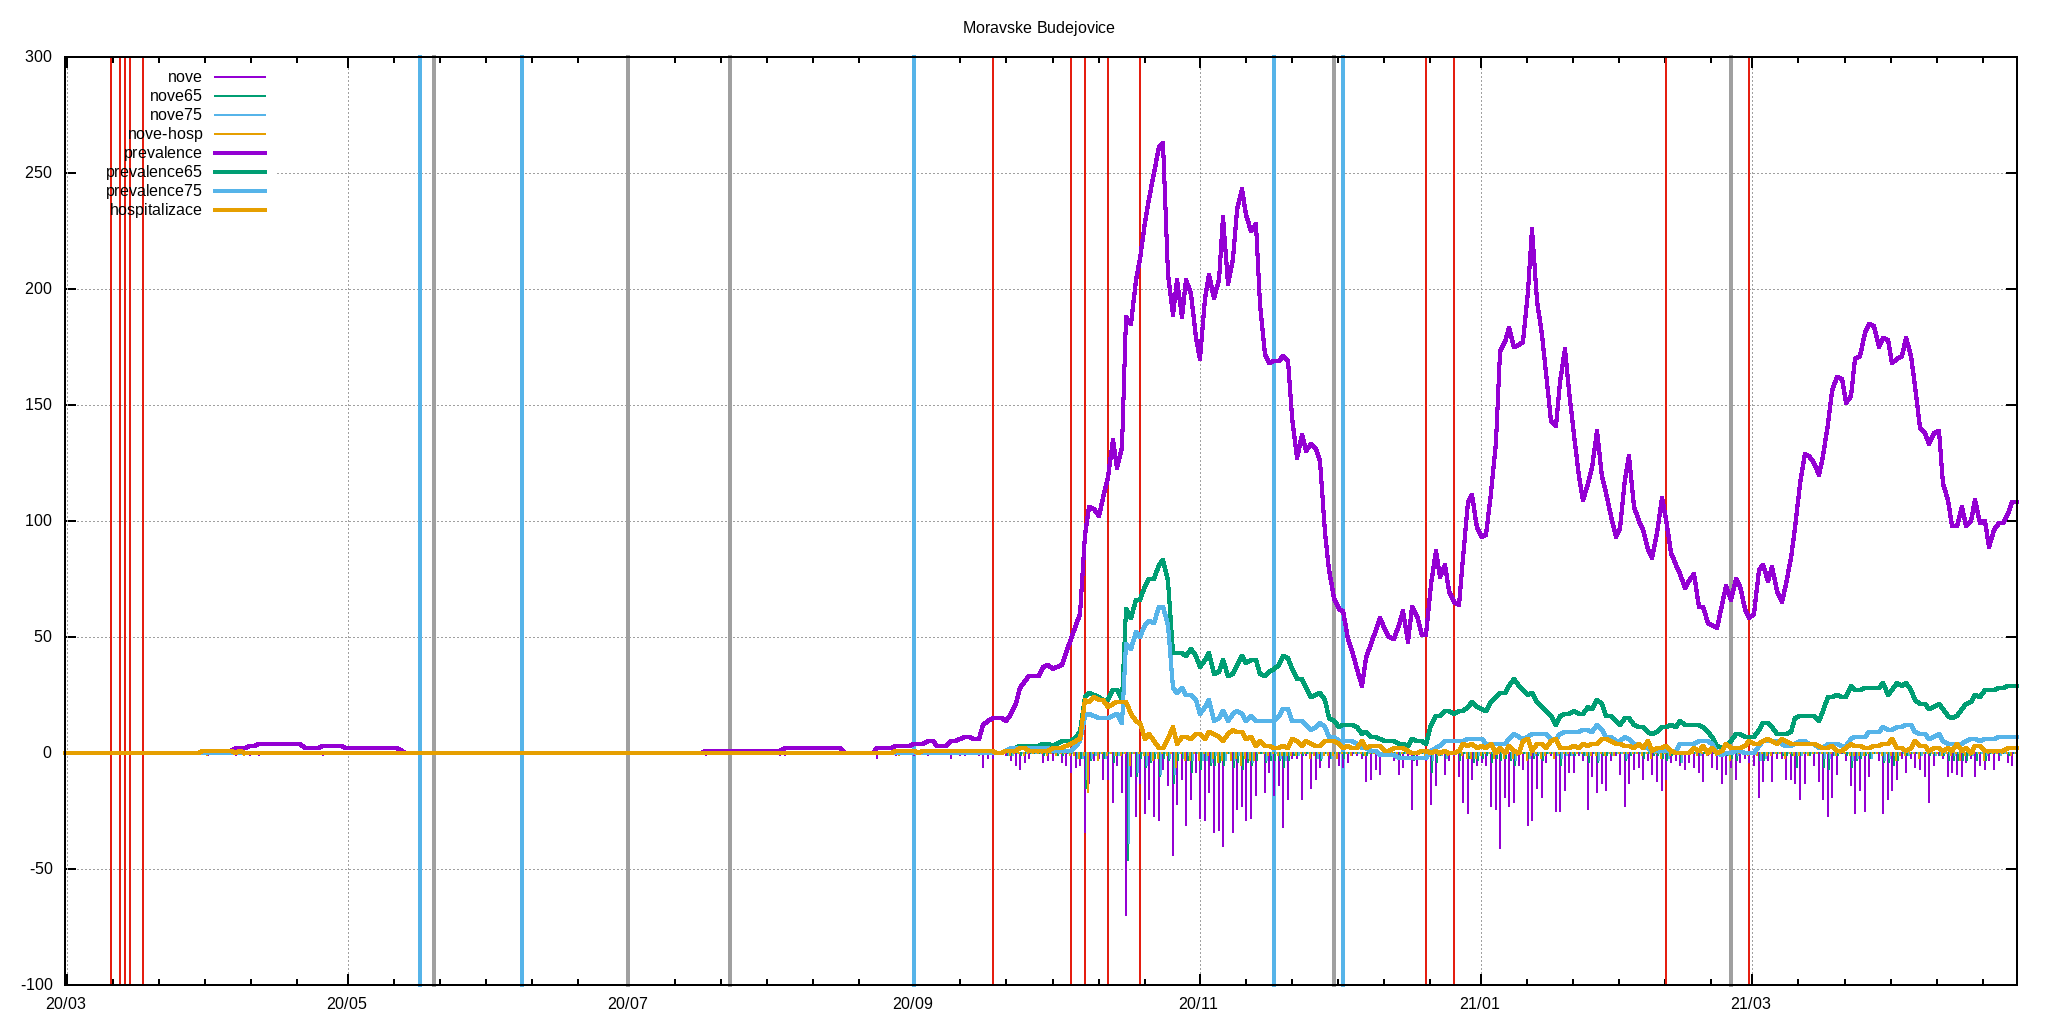 Moravske Budejovice
300
250
200
150
100
50
0
-50
-100
nove
nove65
nove75
nove-hosp
prevalence
prevalence65
prevalence75
hospitalizace
20/03 20/05 20/07 20/09 20/11 21/01 21/03